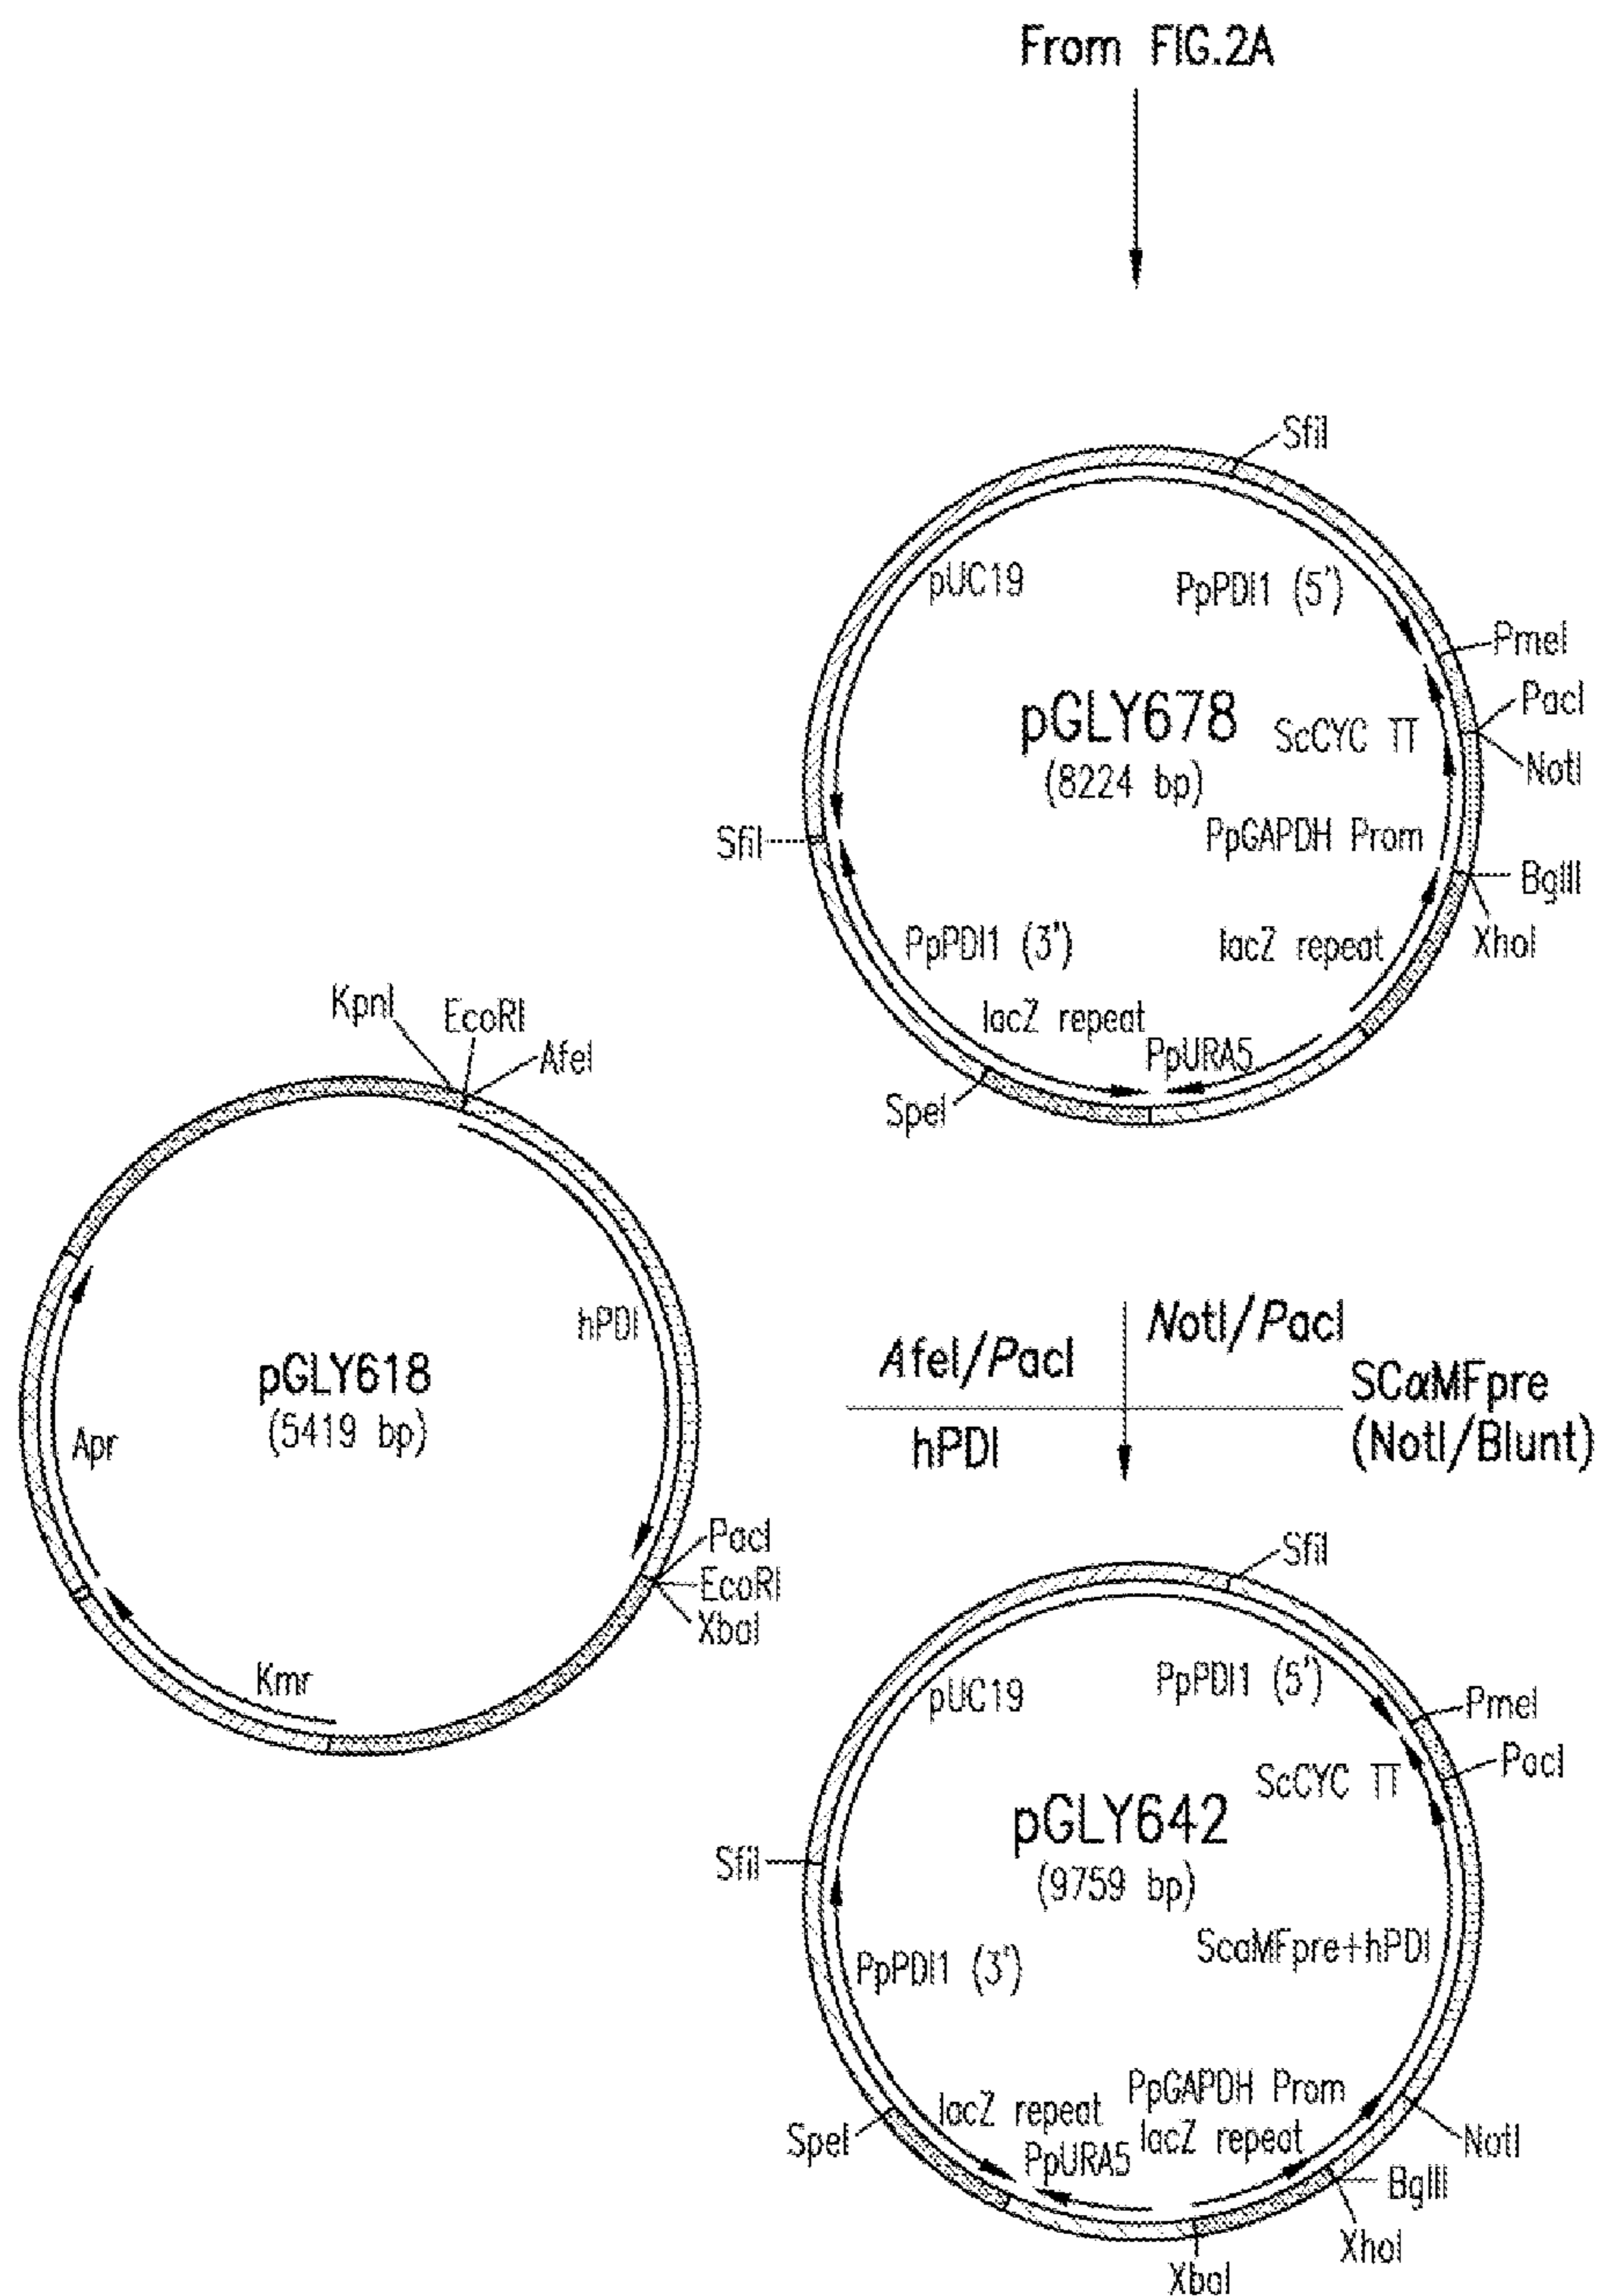 From FIG.2A
SfiI
pUC19
PpPDI1 (5')
PmeI
PacI
pGLY678
(8224 bp)
ScCYC TT
NotI
PpGAPDH Prom
SfiI
BglII
PpPDI1 (3')
lacZ repeat
XhoI
lacZ repeat
PpURA5
SpeI
KpnI
EcoRI
AfeI
hPDI
pGLY618
(5419 bp)
Apr
PacI
EcoRI
XbaI
Kmr
AfeI/PacI
hPDI
NotI/PacI
SCαMFpre
(NotI/Blunt)
SfiI
pUC19
PpPDI1 (5')
PmeI
PacI
ScCYC TT
pGLY642
(9759 bp)
SfiI
ScαMFpre+hPDI
PpPDI1 (3')
lacZ repeat
PpGAPDH Prom
lacZ repeat
PpURA5
SpeI
NotI
BglII
XhoI
XbaI